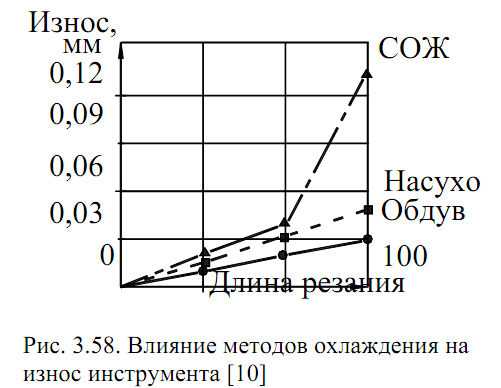 Износ,
мм
СОЖ
0,12
0,09
0,06
Насухо
0,03
Обдув
0
100
Длина резания
Рис. 3.58. Влияние методов охлаждения на
износ инструмента [10]